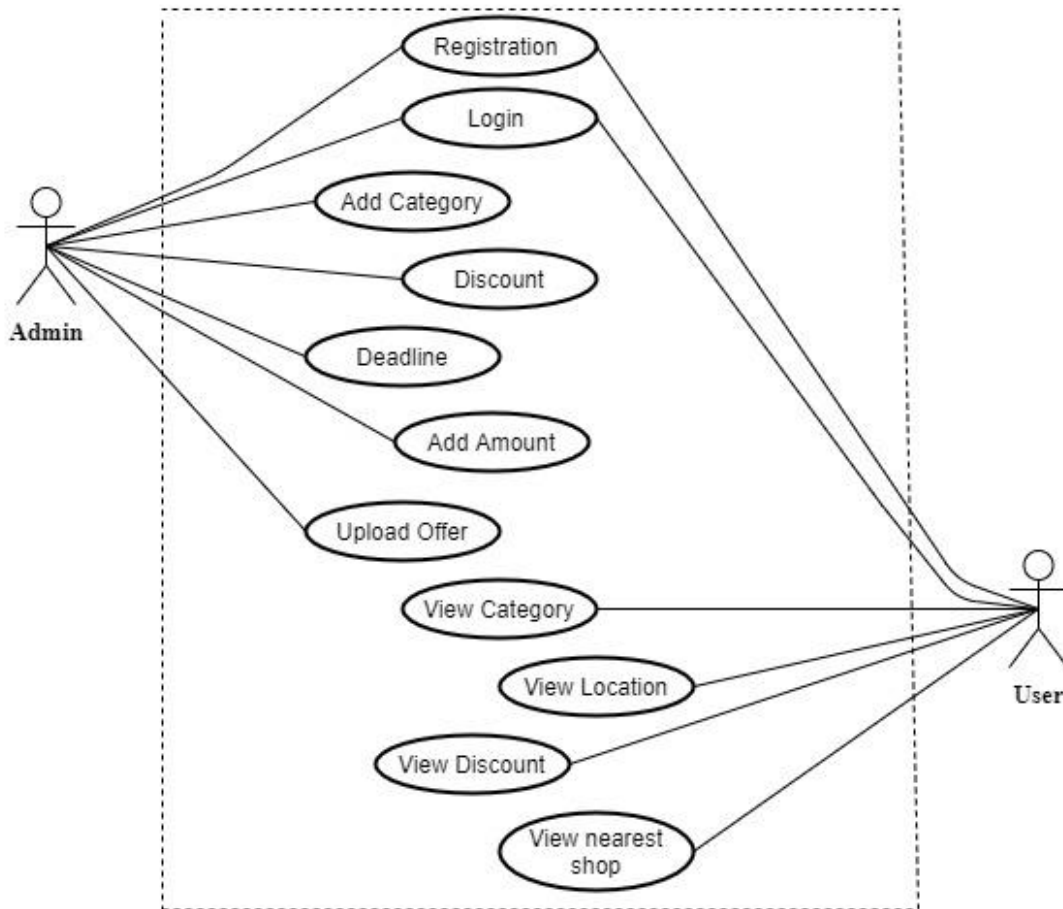 Registration
Login
Add Category
Discount
Admin
Deadline
Add Amount
Upload Offer
View Category
View Location
User
View Discount
View nearest
shop